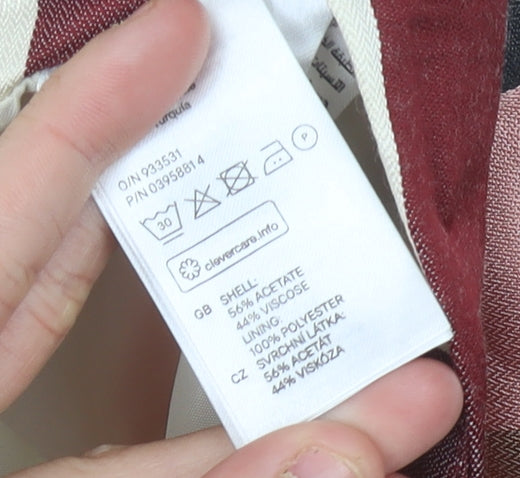 Turquía
O/N 933531
P/N 03958814
30
P
clevercare.info
GB SHELL:
56% ACETATE
44% VISCOSE
LINING:
100% POLYESTER
CZ SVRCHNÍ LÁTKA:
56% ACETÁT
44% VISKÓZA